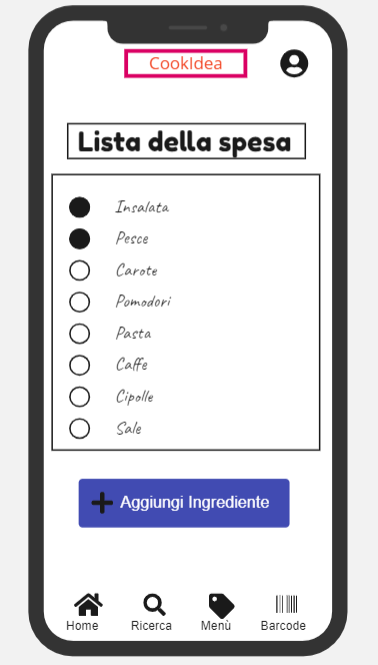 CookIdea
Lista della spesa
Insalata
Pesce
Carote
Pomodori
Pasta
Caffe
Cipolle
Sale
Aggiungi Ingrediente
Home Ricerca Menù Barcode